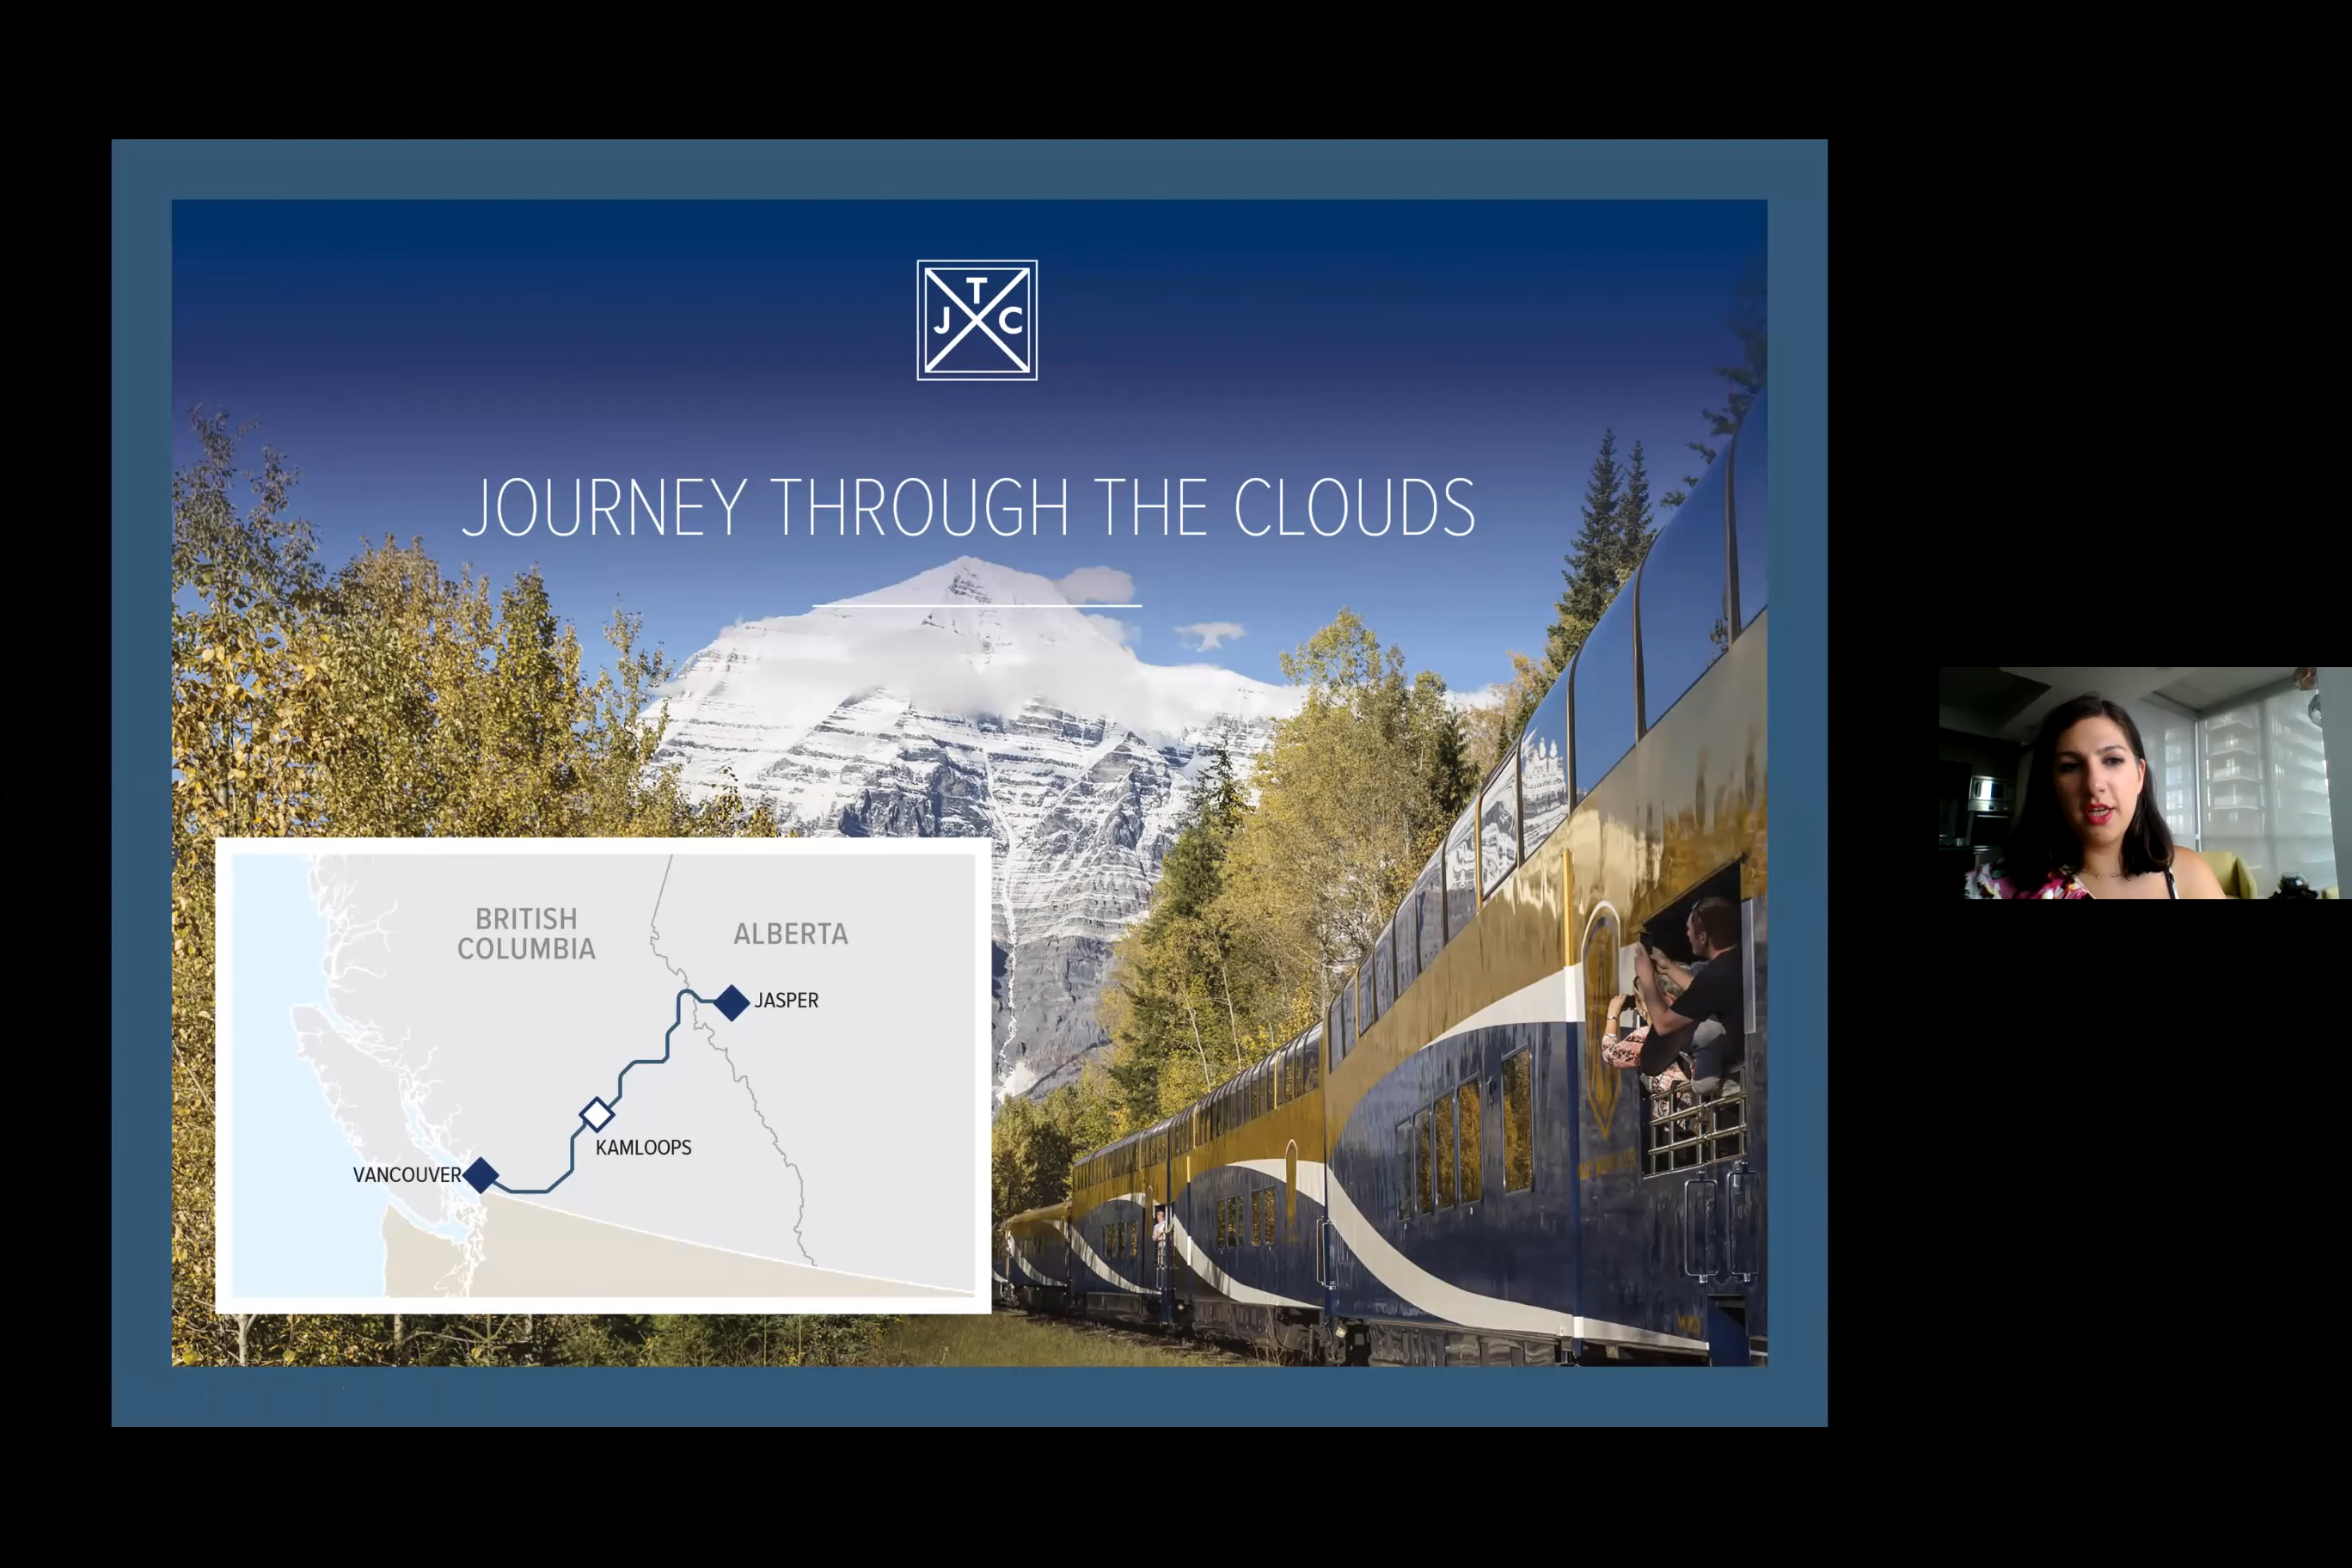 T
J C
JOURNEY THROUGH THE CLOUDS
BRITISH
COLUMBIA
ALBERTA
JASPER
KAMLOOPS
VANCOUVER